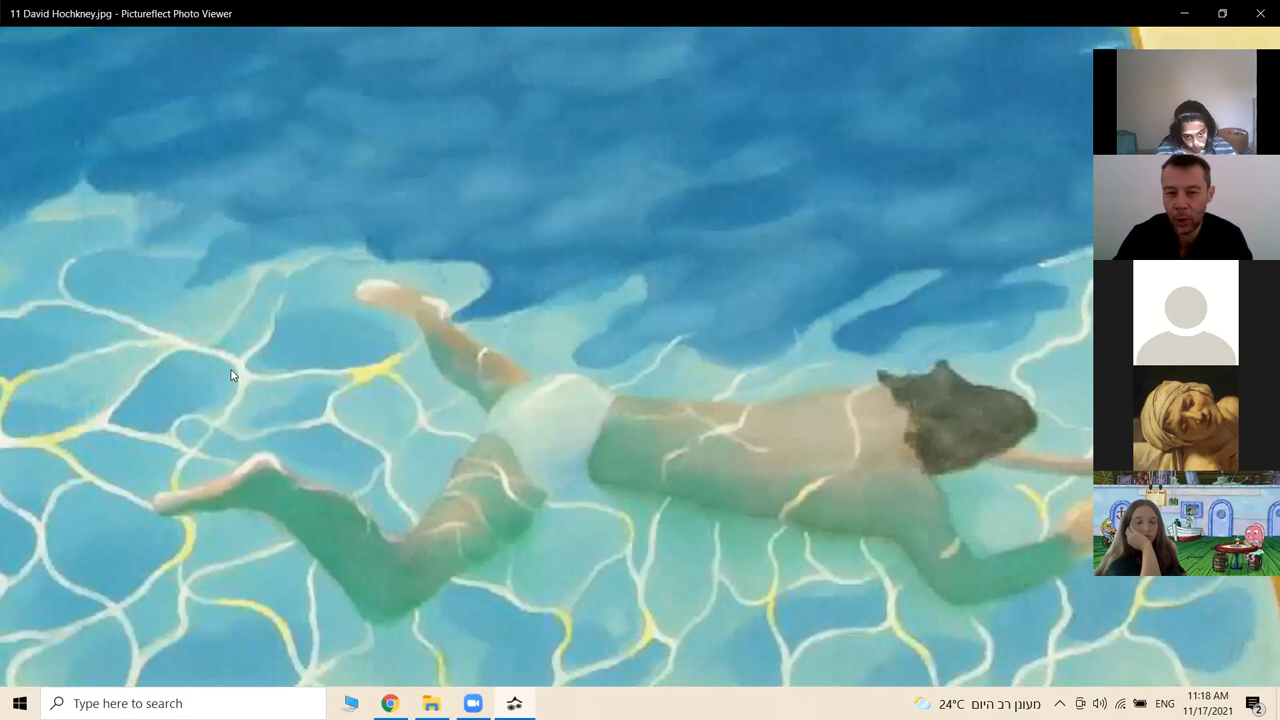 11 David Hochkney.jpg - Pictureflect Photo Viewer
Type here to search
24°C מעונן רב היום
ENG
11:18 AM
11/17/2021
2